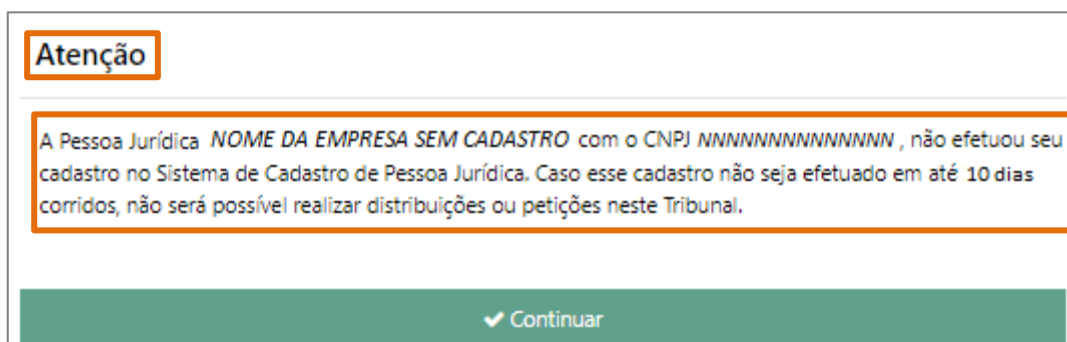 Atenção
A Pessoa Jurídica NOME DA EMPRESA SEM CADASTRO com o CNPJ NNNNNNNNNNNNNN , não efetuou seu
cadastro no Sistema de Cadastro de Pessoa Jurídica. Caso esse cadastro não seja efetuado em até 10 dias
corridos, não será possível realizar distribuições ou petições neste Tribunal.
✔ Continuar